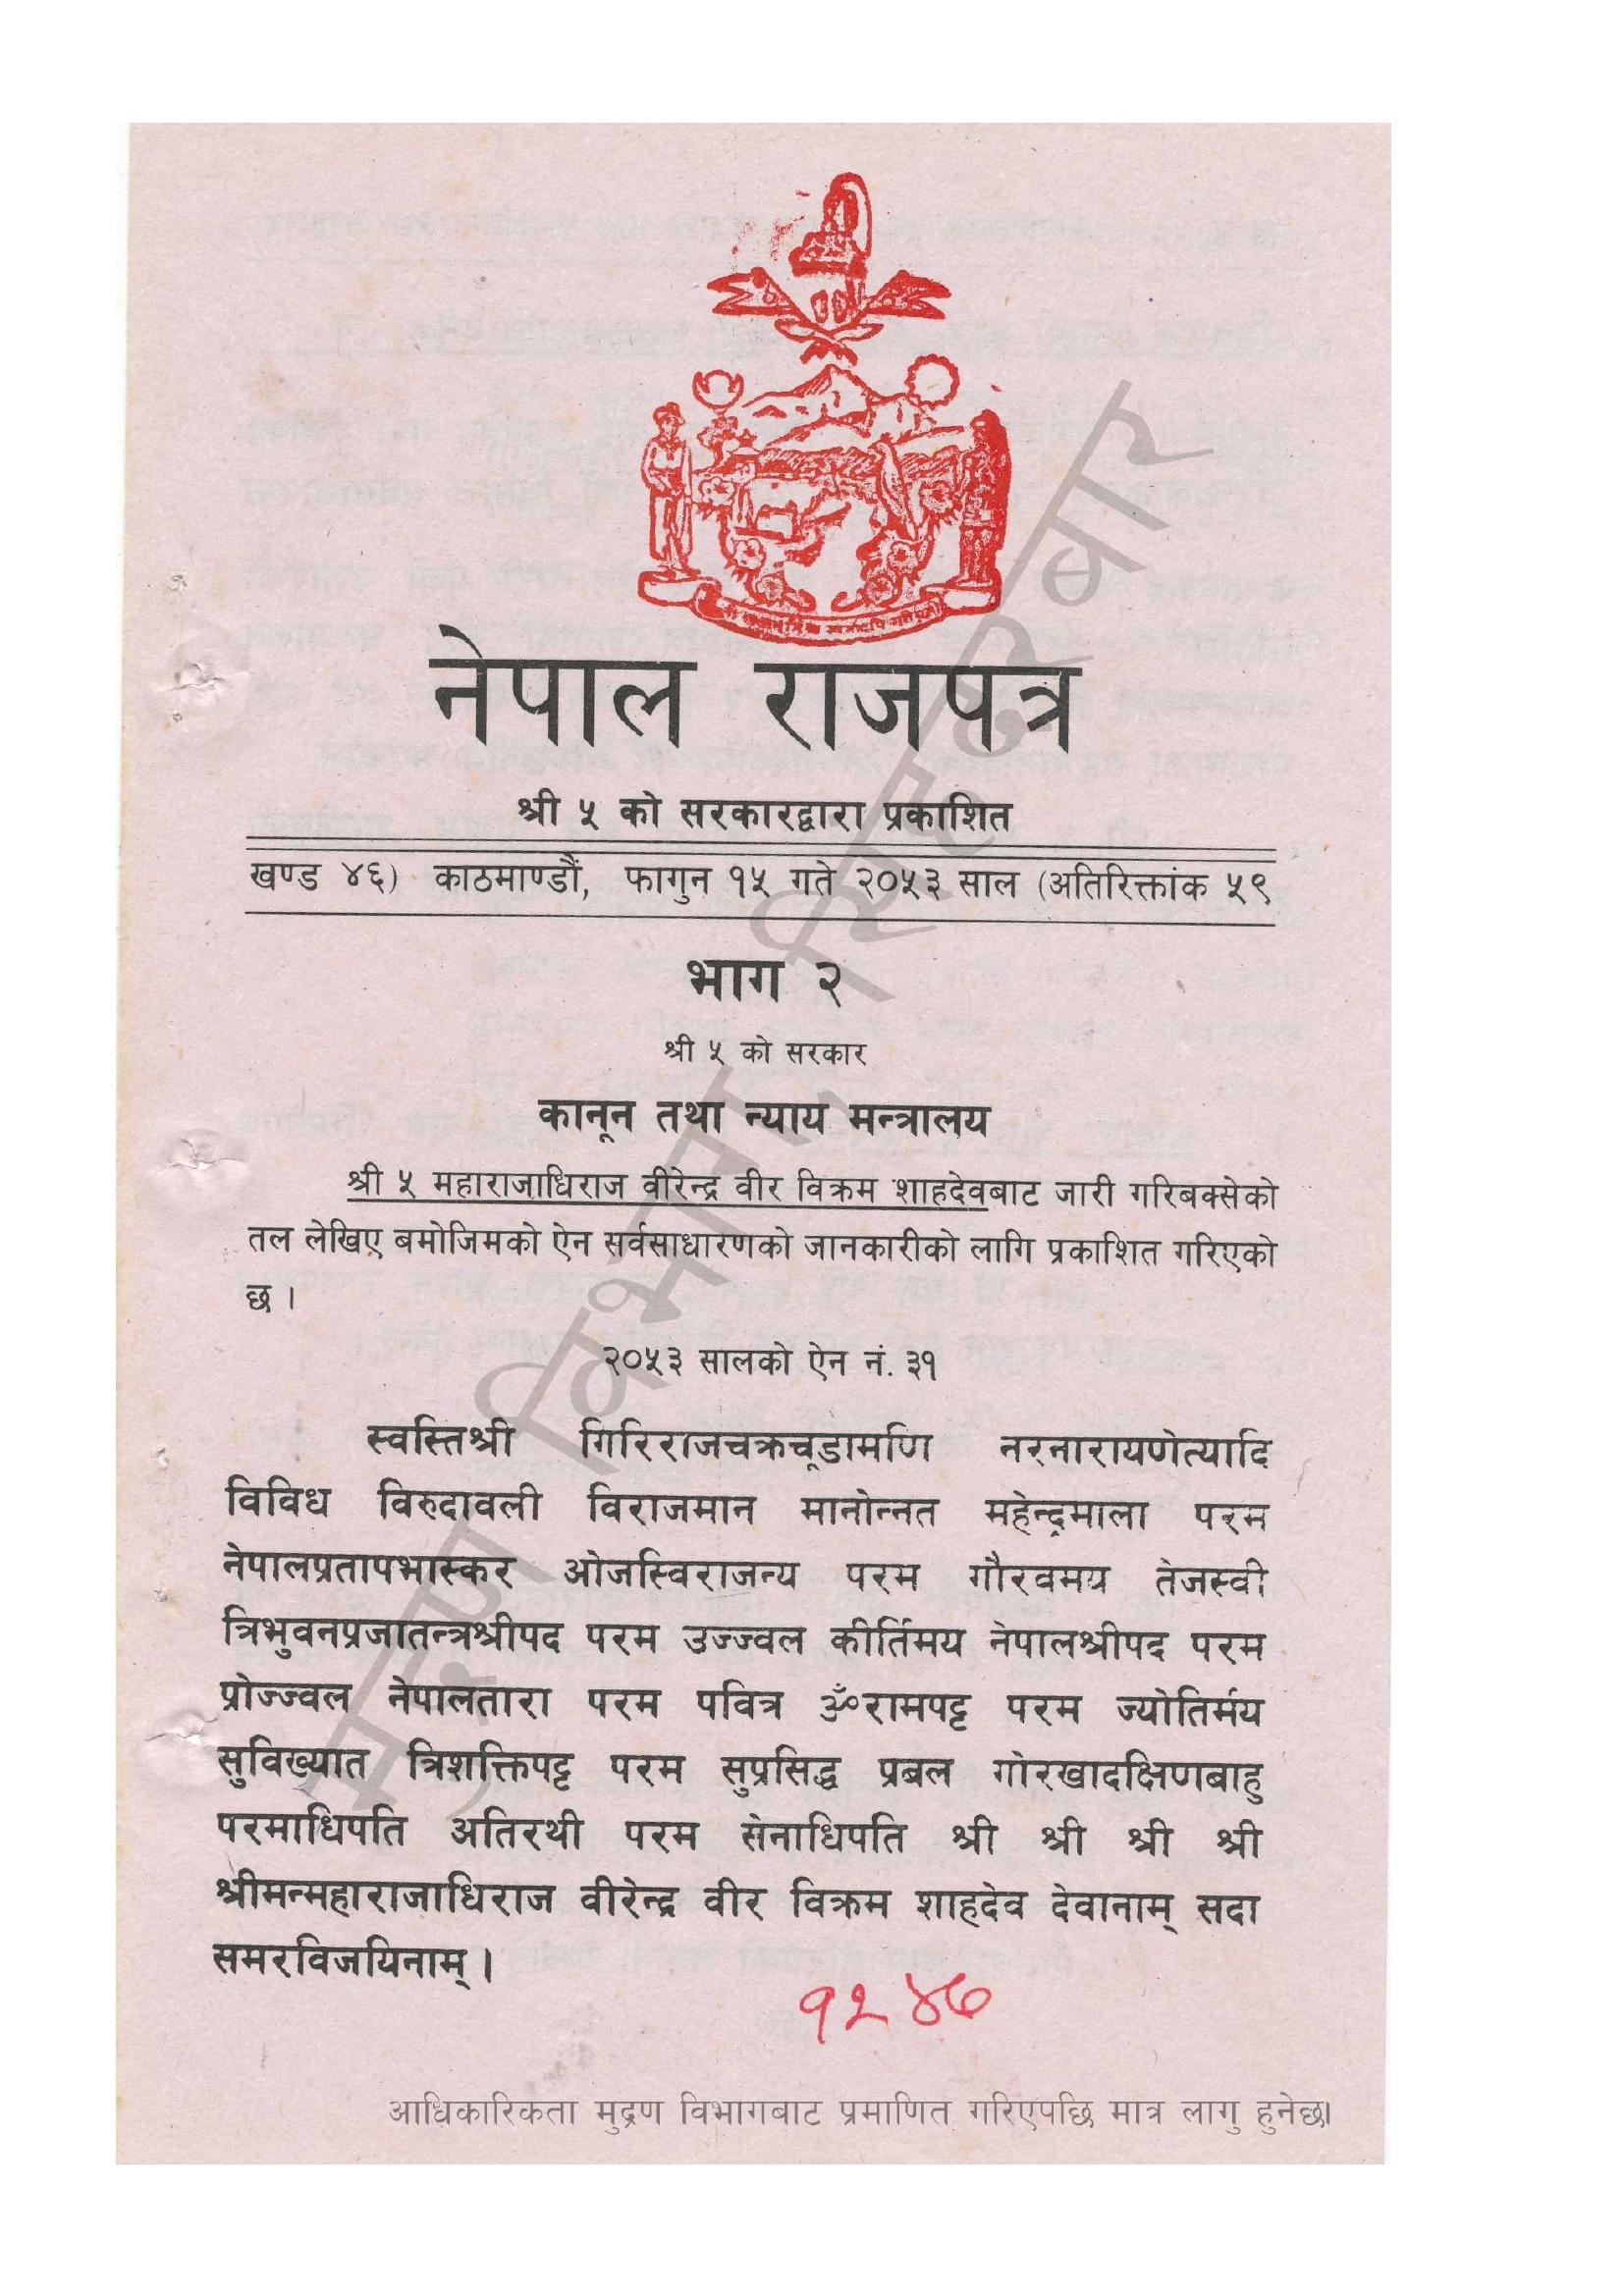 नेपाल राजपत्र
श्री ५ को सरकारद्वारा प्रकाशित
खण्ड ४६) काठमाण्डौं, फागुन १५ गते २०५३ साल (अतिरिक्तांक ५९
भाग २
श्री ५ को सरकार
कानून तथा न्याय मन्त्रालय
श्री ५ महाराजाधिराज वीरेन्द्र वीर विक्रम शाहदेवबाट जारी गरिबक्सेको
तल लेखिए बमोजिमको ऐन सर्वसाधारणको जानकारीको लागि प्रकाशित गरिएको
छ ।
२०५३ सालको ऐन नं. ३१
स्वस्तिश्री गिरिराजचक्रचूडामणि नरनारायणेत्यादि
विविध विरुदावली विराजमान मानोन्नत महेन्द्रमाला परम
नेपालप्रतापभास्कर ओजस्विराजन्य परम गौरवमय तेजस्वी
त्रिभुवनप्रजातन्त्रश्रीपद परम उज्ज्वल कीर्तिमय नेपालश्रीपद परम
प्रोज्ज्वल नेपालतारा परम पवित्र ॐरामपट्ट परम ज्योतिर्मय
सुविख्यात त्रिशक्तिपट्ट परम सुप्रसिद्ध प्रबल गोरखादक्षिणबाहु
परमाधिपति अतिरथी परम सेनाधिपति श्री श्री श्री श्री
श्रीमन्महाराजाधिराज वीरेन्द्र वीर विक्रम शाहदेव देवानाम् सदा
समरविजयिनाम् ।
१२४७
मुद्रण विभाग, सिंहदरबार
आधिकारिकता मुद्रण विभागबाट प्रमाणित गरिएपछि मात्र लागु हुनेछ।